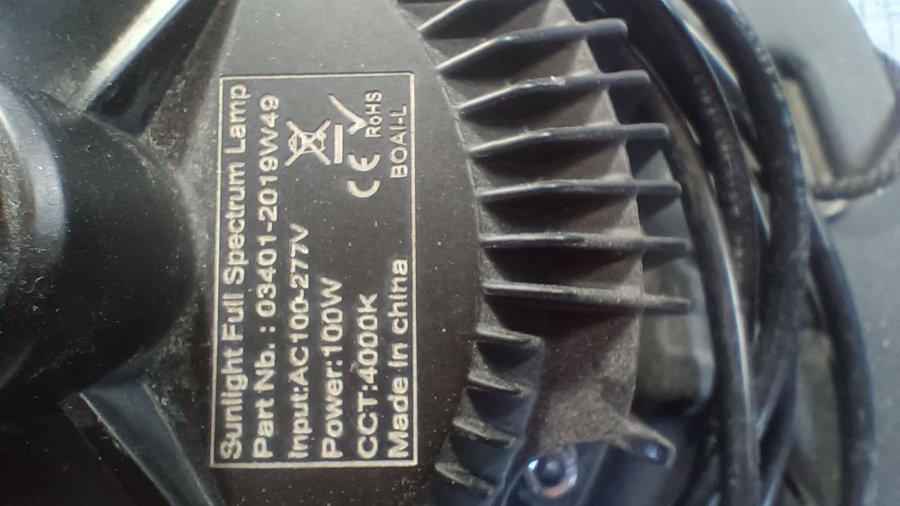 Sunlight Full Spectrum Lamp
Part Nb. : 03401-2019W49
Input:AC100-277V
Power:100W
CCT:4000K
Made in china
CE RoHS
BOAI-L